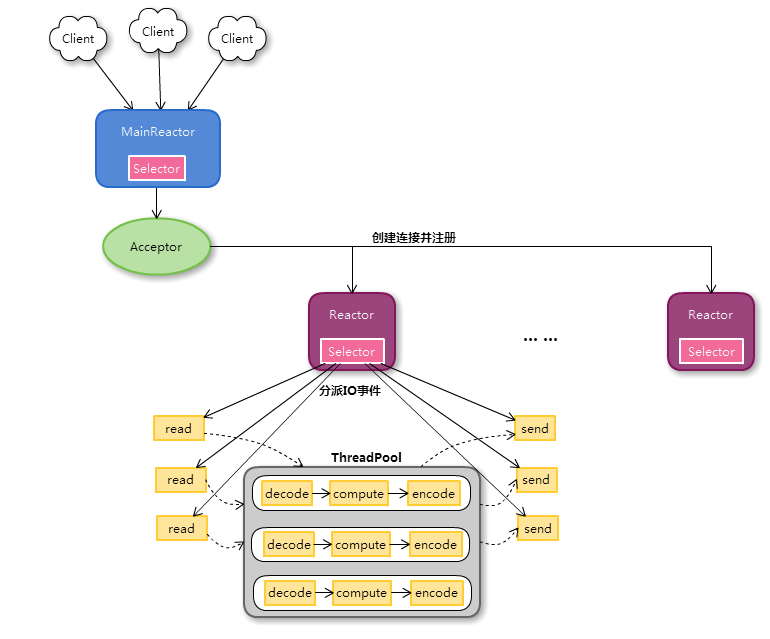 Client
Client
Client
MainReactor
Selector
Acceptor
创建连接并注册
Reactor
Selector
... ...
Reactor
Selector
分派IO事件
read
send
ThreadPool
read
send
decode
compute
encode
read
send
decode
compute
encode
decode
compute
encode